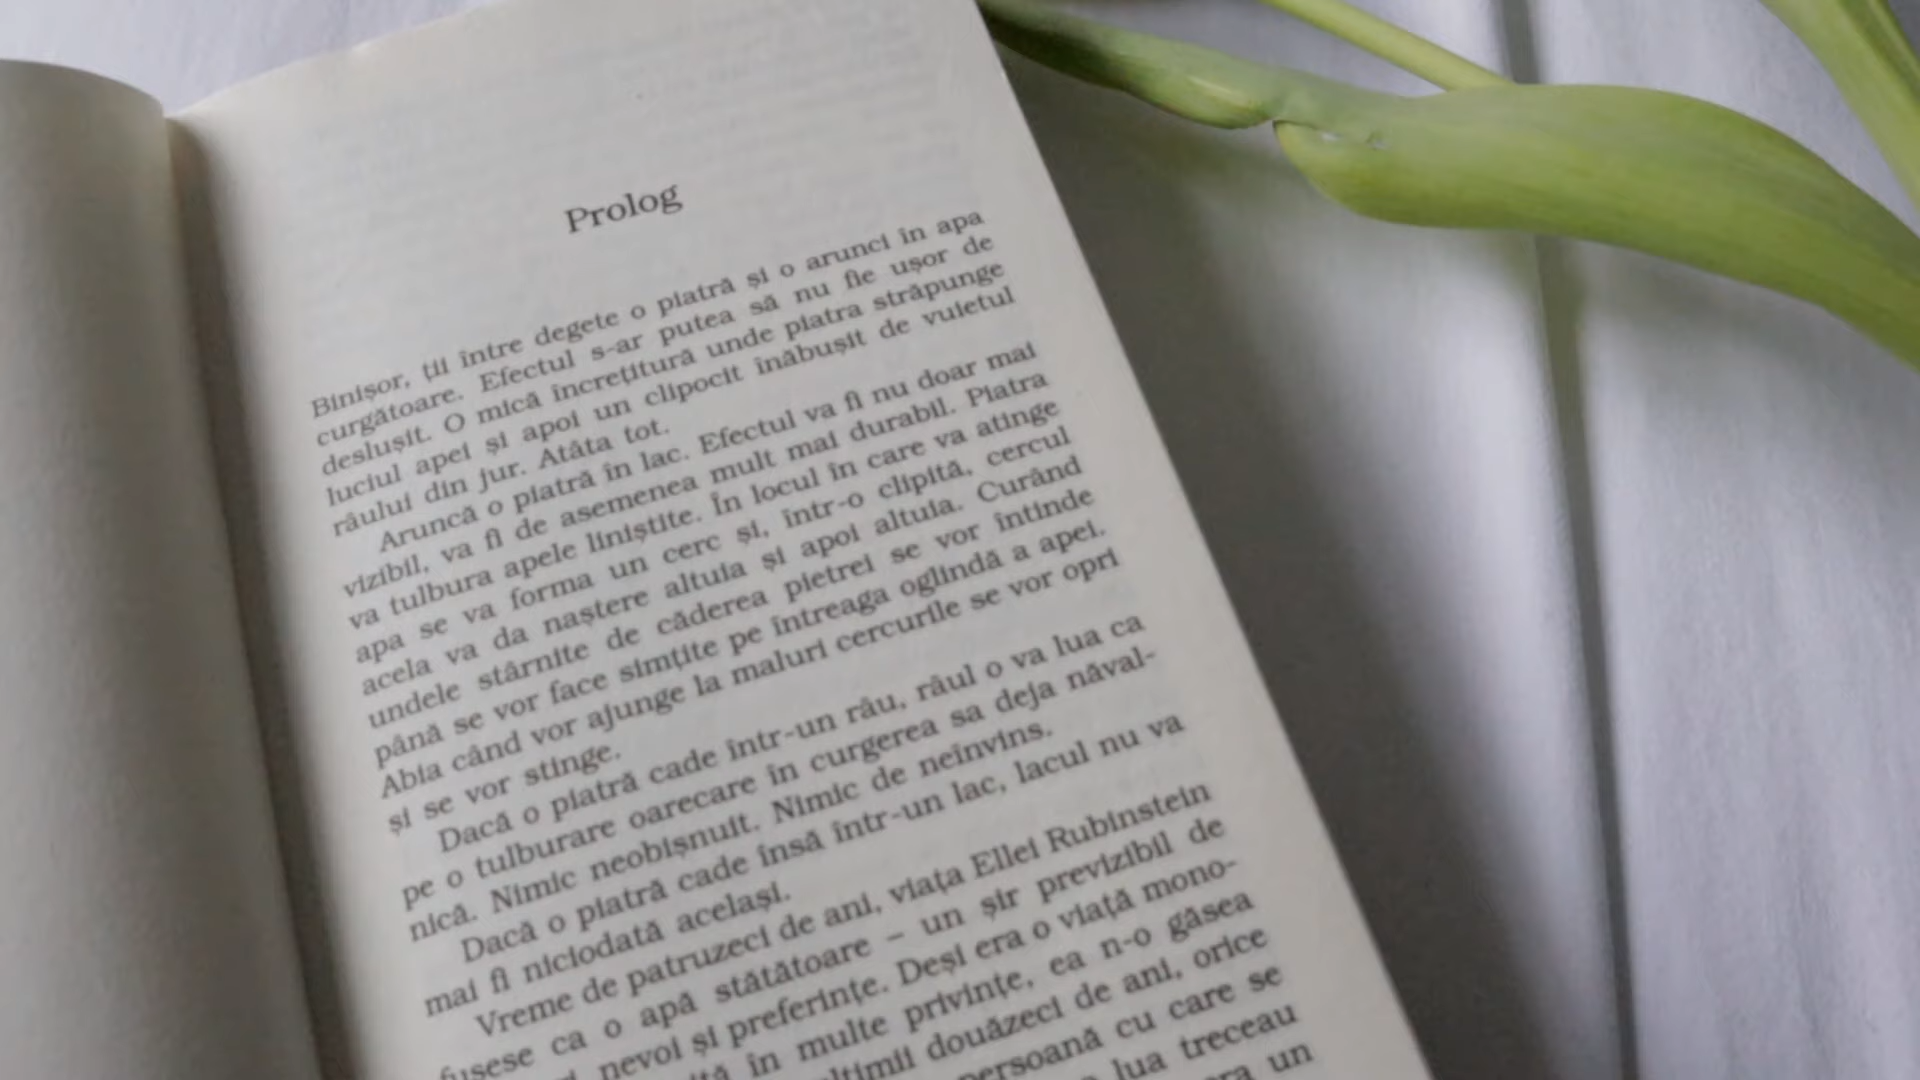 Prolog
Binișor, ții între degete o piatră și o arunci în apa
curgătoare. Efectul s-ar putea să nu fie ușor de
deslușit. O mică încrețitură unde piatra străpunge
luciul apei și apoi un clipocit înăbușit de vuietul
râului din jur. Atâta tot.
Aruncă o piatră în lac. Efectul va fi nu doar mai
vizibil, va fi de asemenea mult mai durabil. Piatra
va tulbura apele liniștite. În locul în care va atinge
apa se va forma un cerc și, într-o clipită, cercul
acela va da naștere altuia și apoi altuia. Curând
undele stârnite de căderea pietrei se vor întinde
până se vor face simțite pe întreaga oglindă a apei.
Abia când vor ajunge la maluri cercurile se vor opri
și se vor stinge.
Dacă o piatră cade într-un râu, râul o va lua ca
pe o tulburare oarecare în curgerea sa deja năval-
nică. Nimic neobișnuit. Nimic de neînvins.
Dacă o piatră cade însă într-un lac, lacul nu va
mai fi niciodată același.
Vreme de patruzeci de ani, viața Ellei Rubinstein
fusese ca o apă stătătoare – un șir previzibil de
nevoi și preferințe. Deși era o viață mono-
în multe privințe, ea n-o găsea
ultimii douăzeci de ani, orice
persoană cu care se
lua treceau
un